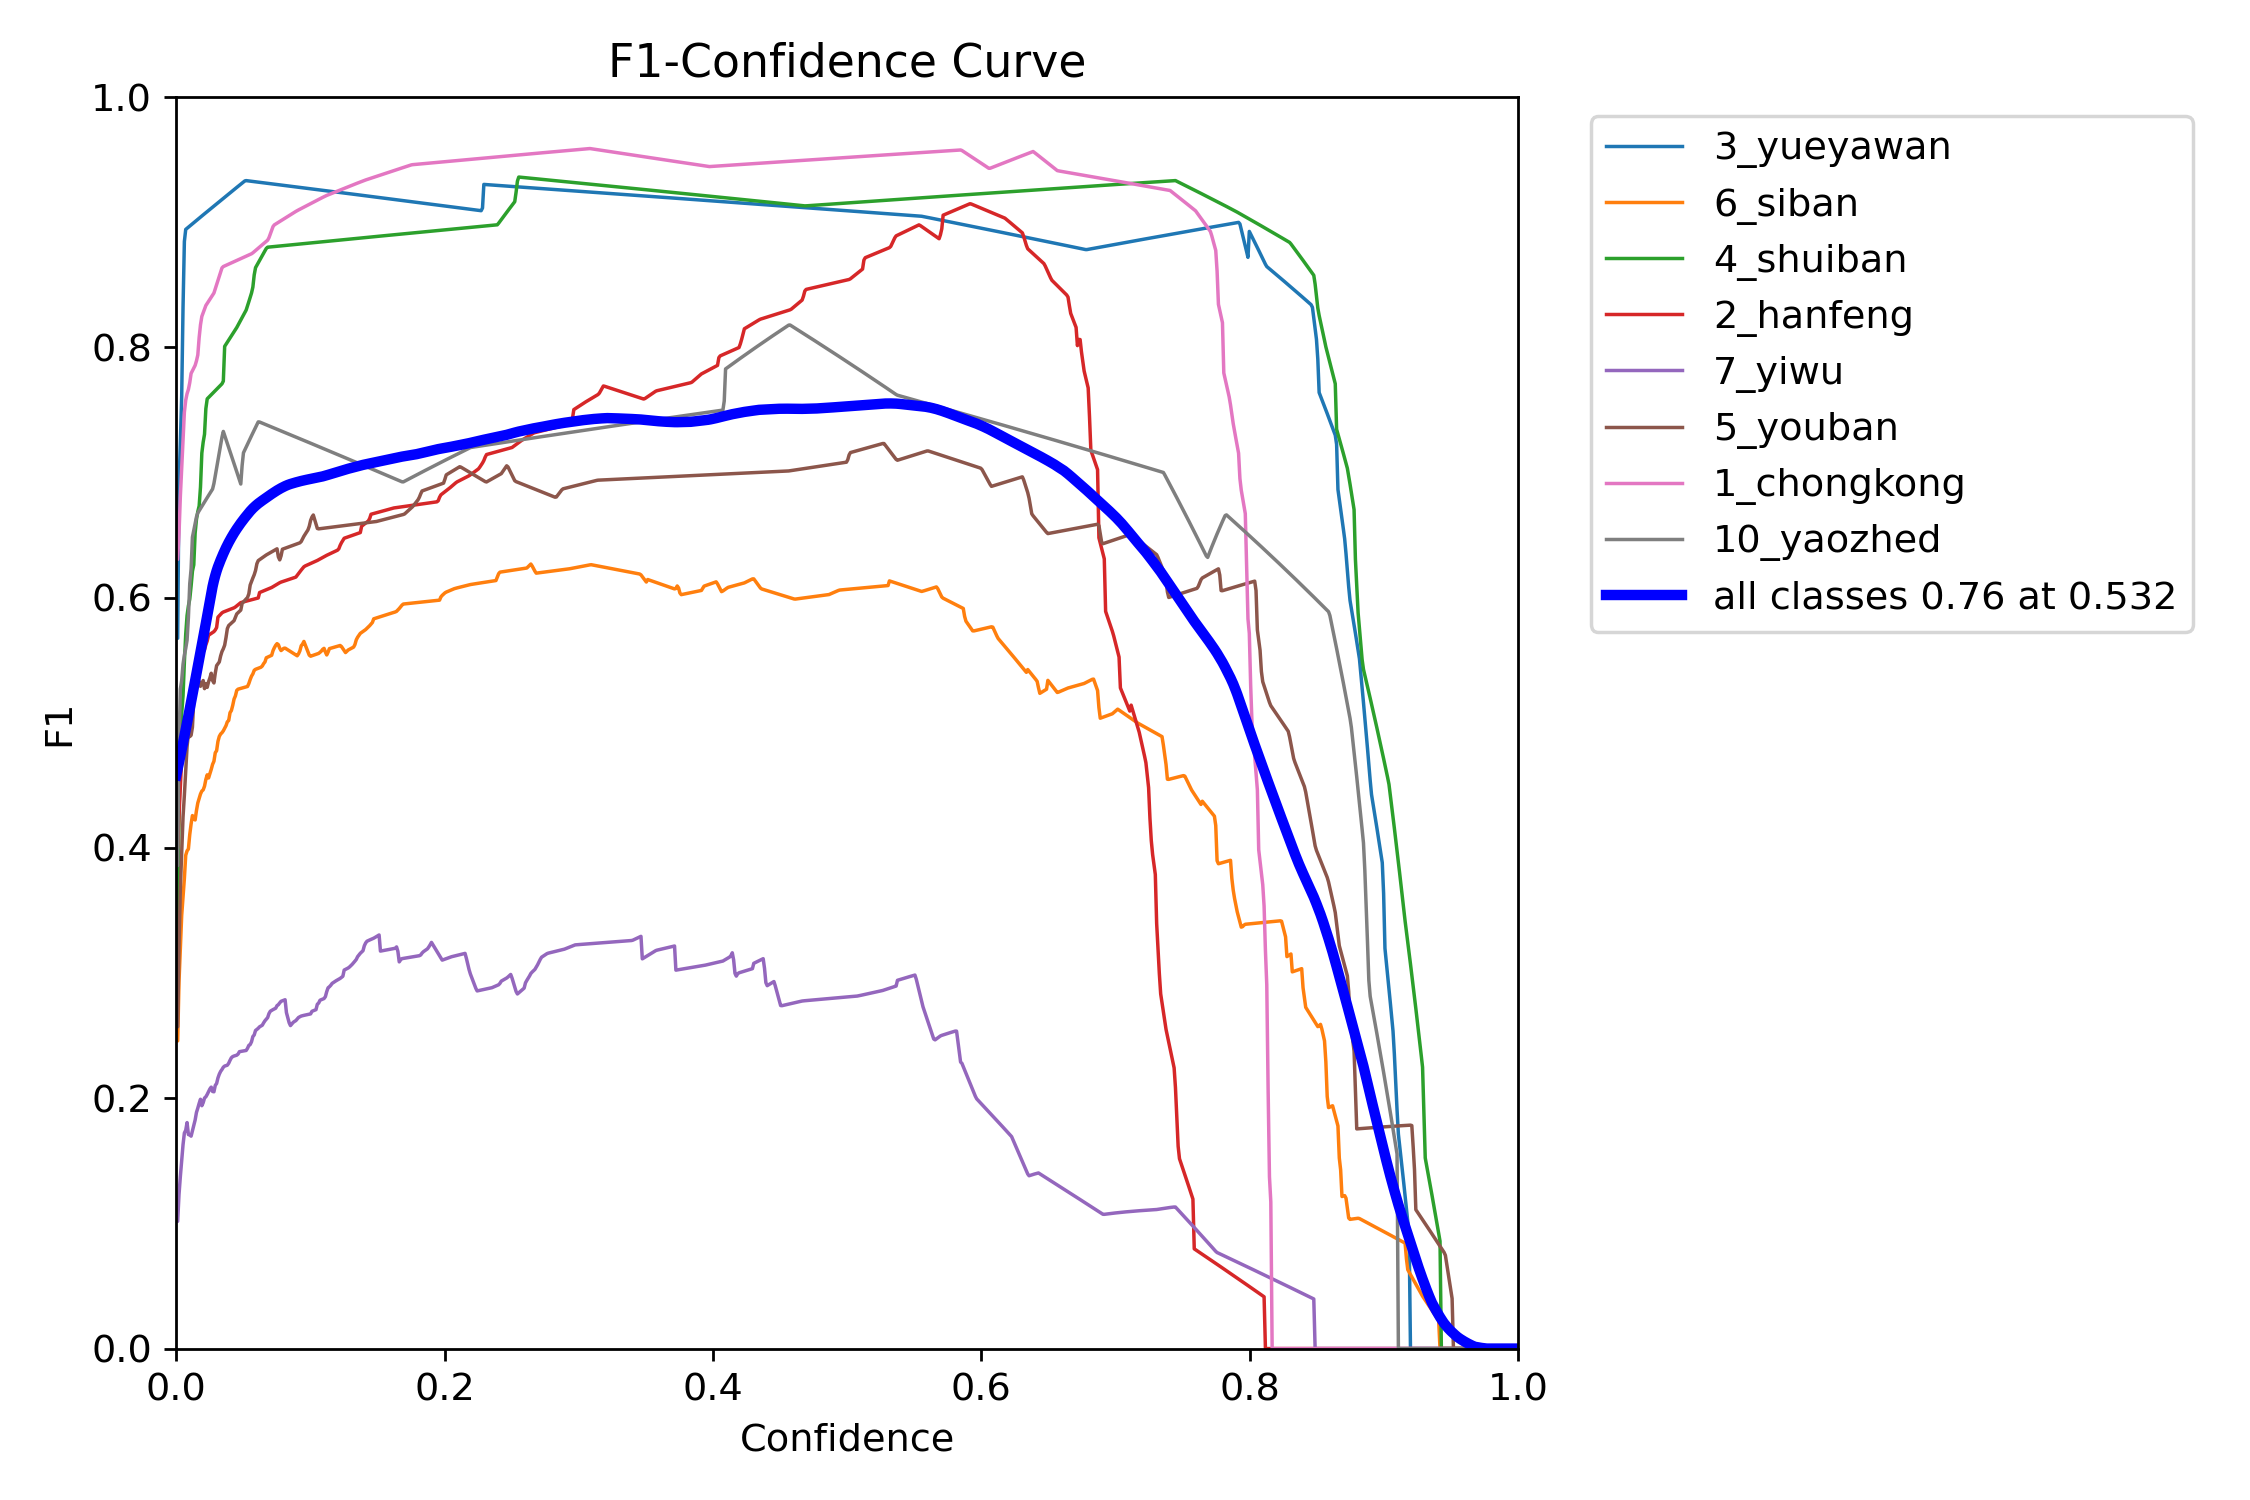 F1-Confidence Curve
1.0
0.8
0.6
0.4
0.2
0.0
F1
0.0 0.2 0.4 0.6 0.8 1.0
Confidence
3_yueyawan
6_siban
4_shuiban
2_hanfeng
7_yiwu
5_youban
1_chongkong
10_yaozhed
all classes 0.76 at 0.532